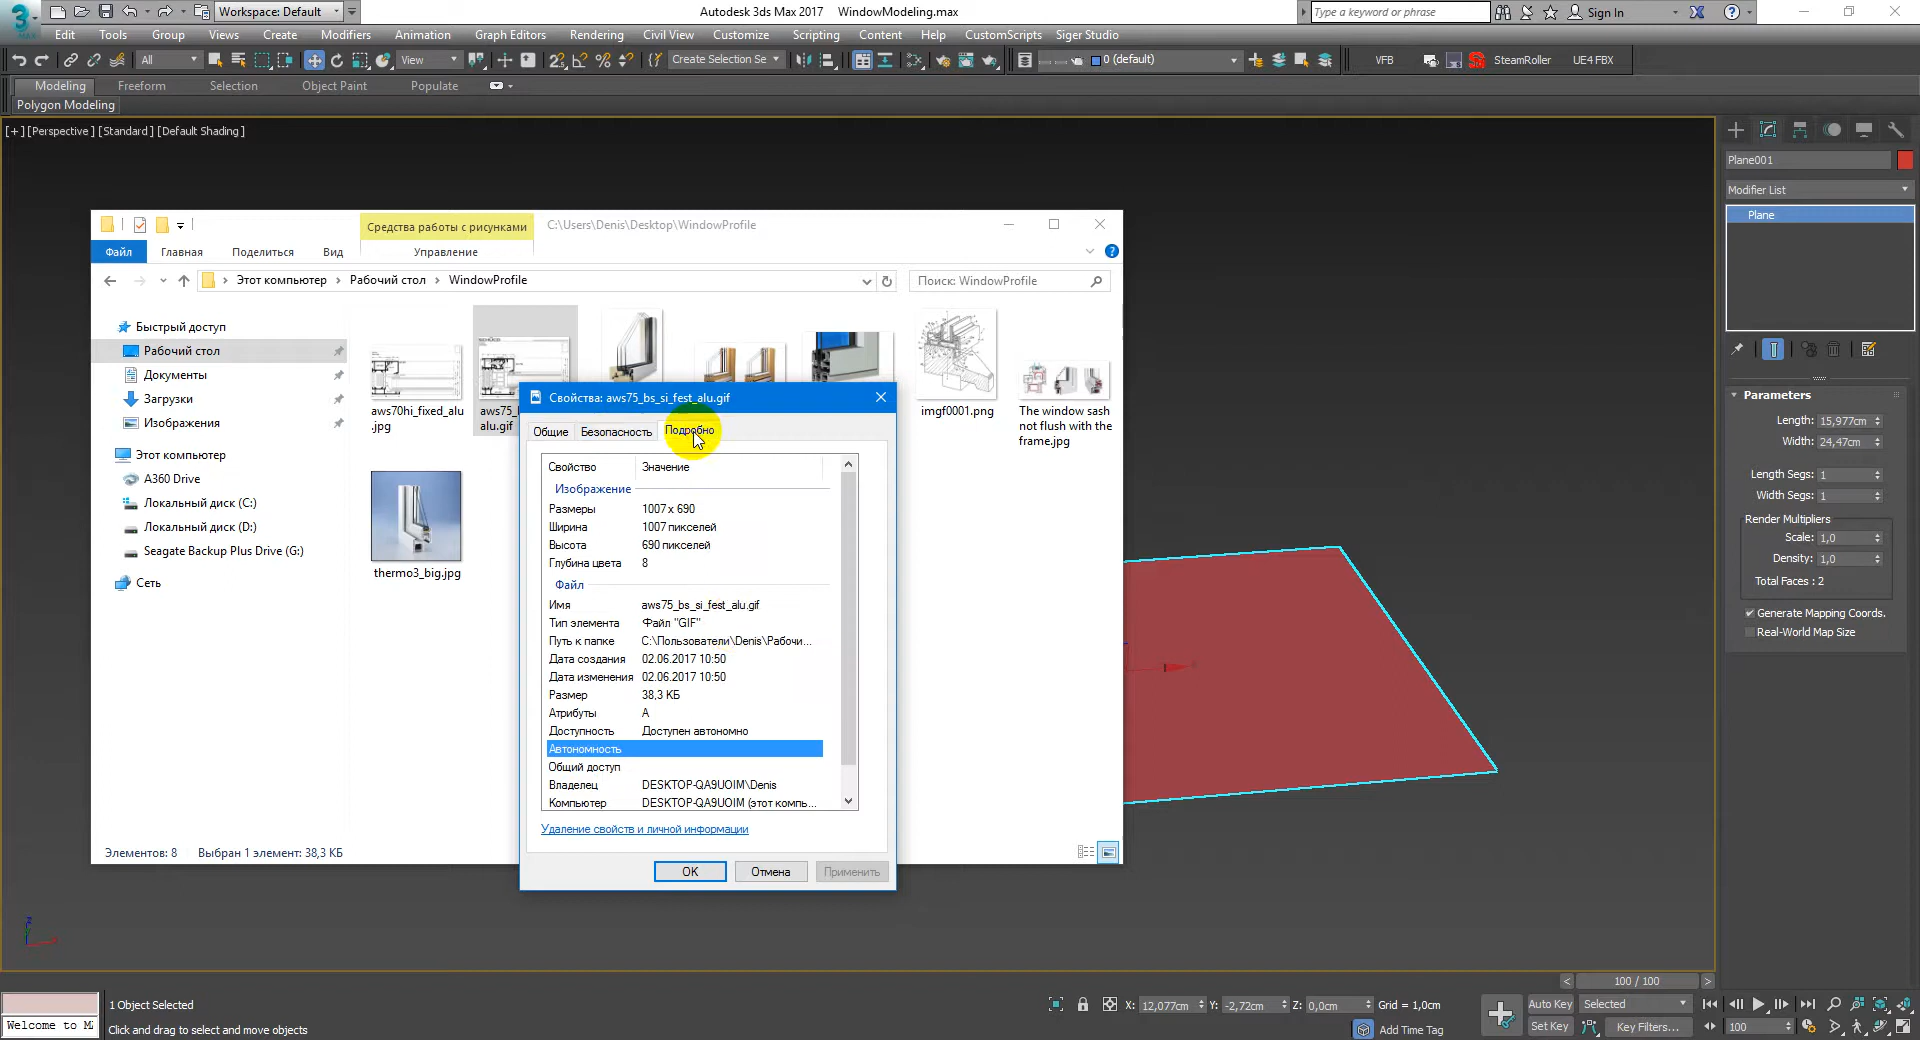 Workspace: Default
Autodesk 3ds Max 2017 WindowModeling.max
Type a keyword or phrase
Sign In
Edit Tools Group Views Create Modifiers Animation Graph Editors Rendering Civil View Customize Scripting Content Help CustomScripts Siger Studio
All
View
Create Selection Se
0 (default)
VFB
SteamRoller
UE4 FBX
Modeling Freeform Selection Object Paint Populate
Polygon Modeling
[+] [Perspective] [Standard] [Default Shading]
Plane001
Modifier List
Plane
Средства работы с рисунками
C:\Users\Denis\Desktop\WindowProfile
Файл Главная Поделиться Вид Управление
Этот компьютер > Рабочий стол > WindowProfile
Поиск: WindowProfile
Быстрый доступ
Рабочий стол
Документы
Загрузки
Изображения
Этот компьютер
A360 Drive
Локальный диск (C:)
Локальный диск (D:)
Seagate Backup Plus Drive (G:)
Сеть
aws70hi_fixed_alu
.jpg
aws75_
alu.gif
imgf0001.png
The window sash
not flush with the
frame.jpg
thermo3_big.jpg
Элементов: 8 Выбран 1 элемент: 38,3 КБ
Свойства: aws75_bs_si_fest_alu.gif
Общие Безопасность Подробно
Свойство Значение
Изображение
Размеры 1007 x 690
Ширина 1007 пикселей
Высота 690 пикселей
Глубина цвета 8
Файл
Имя aws75_bs_si_fest_alu.gif
Тип элемента Файл "GIF"
Путь к папке C:\Пользователи\Denis\Рабочи...
Дата создания 02.06.2017 10:50
Дата изменения 02.06.2017 10:50
Размер 38,3 КБ
Атрибуты A
Доступность Доступен автономно
Автономность
Общий доступ
Владелец DESKTOP-QA9UOIM\Denis
Компьютер DESKTOP-QA9UOIM (этот компь...
Удаление свойств и личной информации
OK Отмена Применить
Parameters
Length: 15,977cm
Width: 24,47cm
Length Segs: 1
Width Segs: 1
Render Multipliers
Scale: 1,0
Density: 1,0
Total Faces : 2
Generate Mapping Coords.
Real-World Map Size
100 / 100
1 Object Selected
X: 12,077cm Y: -2,72cm Z: 0,0cm Grid = 1,0cm
Auto Key Selected
Welcome to M
Click and drag to select and move objects
Add Time Tag
Set Key Key Filters...
100